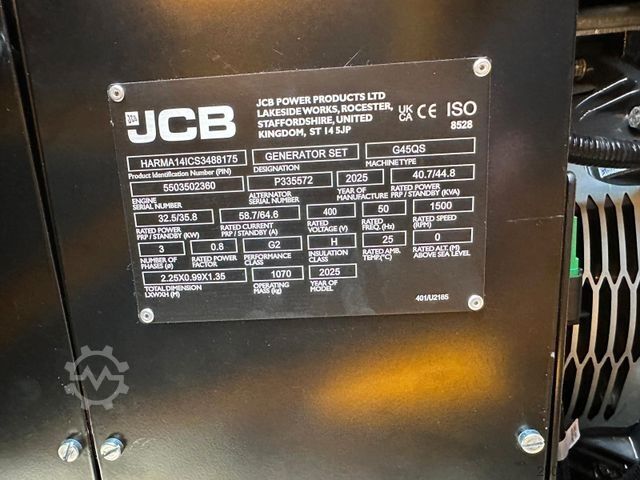 JCB
JCB POWER PRODUCTS LTD
LAKESIDE WORKS, ROCESTER,
STAFFORDSHIRE, UNITED
KINGDOM, ST 14 5JP
UK CA CE ISO
8528
HARMA14ICS3488175 GENERATOR SET G45QS
Product Identification Number (PIN) DESIGNATION MACHINE TYPE
5503502360 P335572 2025 40.7/44.8
ENGINE SERIAL NUMBER ALTERNATOR SERIAL NUMBER YEAR OF MANUFACTURE RATED POWER PRP / STANDBY (KVA)
32.5/35.8 58.7/64.6 400 50 1500
RATED POWER PRP / STANDBY (KW) RATED CURRENT PRP / STANDBY (A) RATED VOLTAGE (V) RATED FREQ. (Hz) RATED SPEED (RPM)
3 0.8 G2 H 25 0
NUMBER OF PHASES (ø) RATED POWER FACTOR PERFORMANCE CLASS INSULATION CLASS RATED AMB. TEMP.(°C) RATED ALT. (M) ABOVE SEA LEVEL
2.25X0.99X1.35 1070 2025
TOTAL DIMENSION LXWXH (M) OPERATING MASS (kg) YEAR OF MODEL
401/U2185